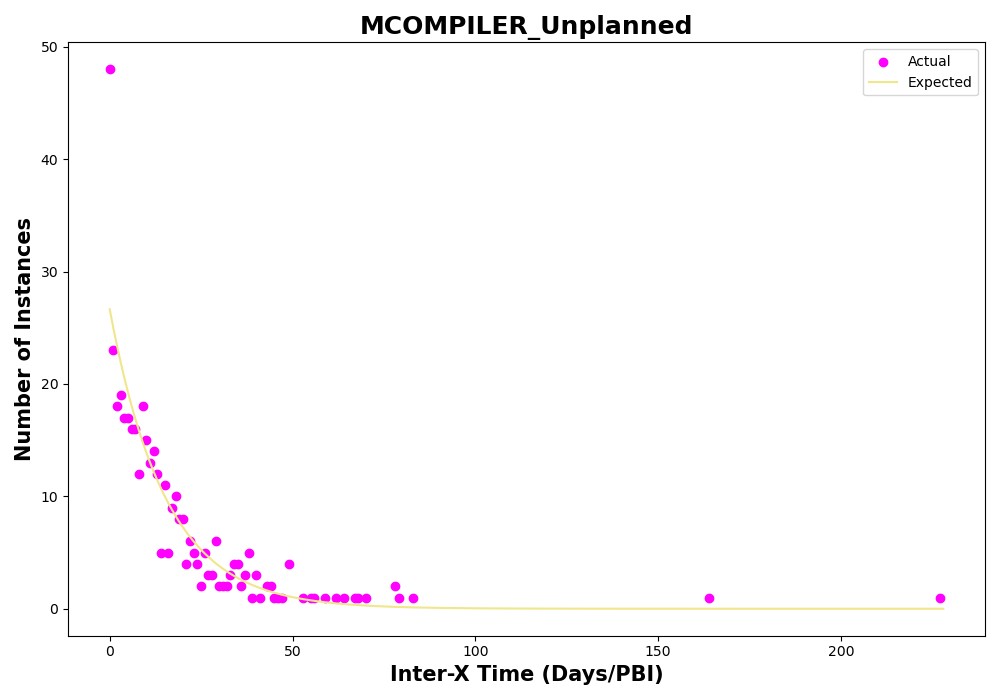 MCOMPILER_Unplanned
Actual
Expected
Number of Instances
50
40
30
20
10
0
0
50
100
150
200
Inter-X Time (Days/PBI)